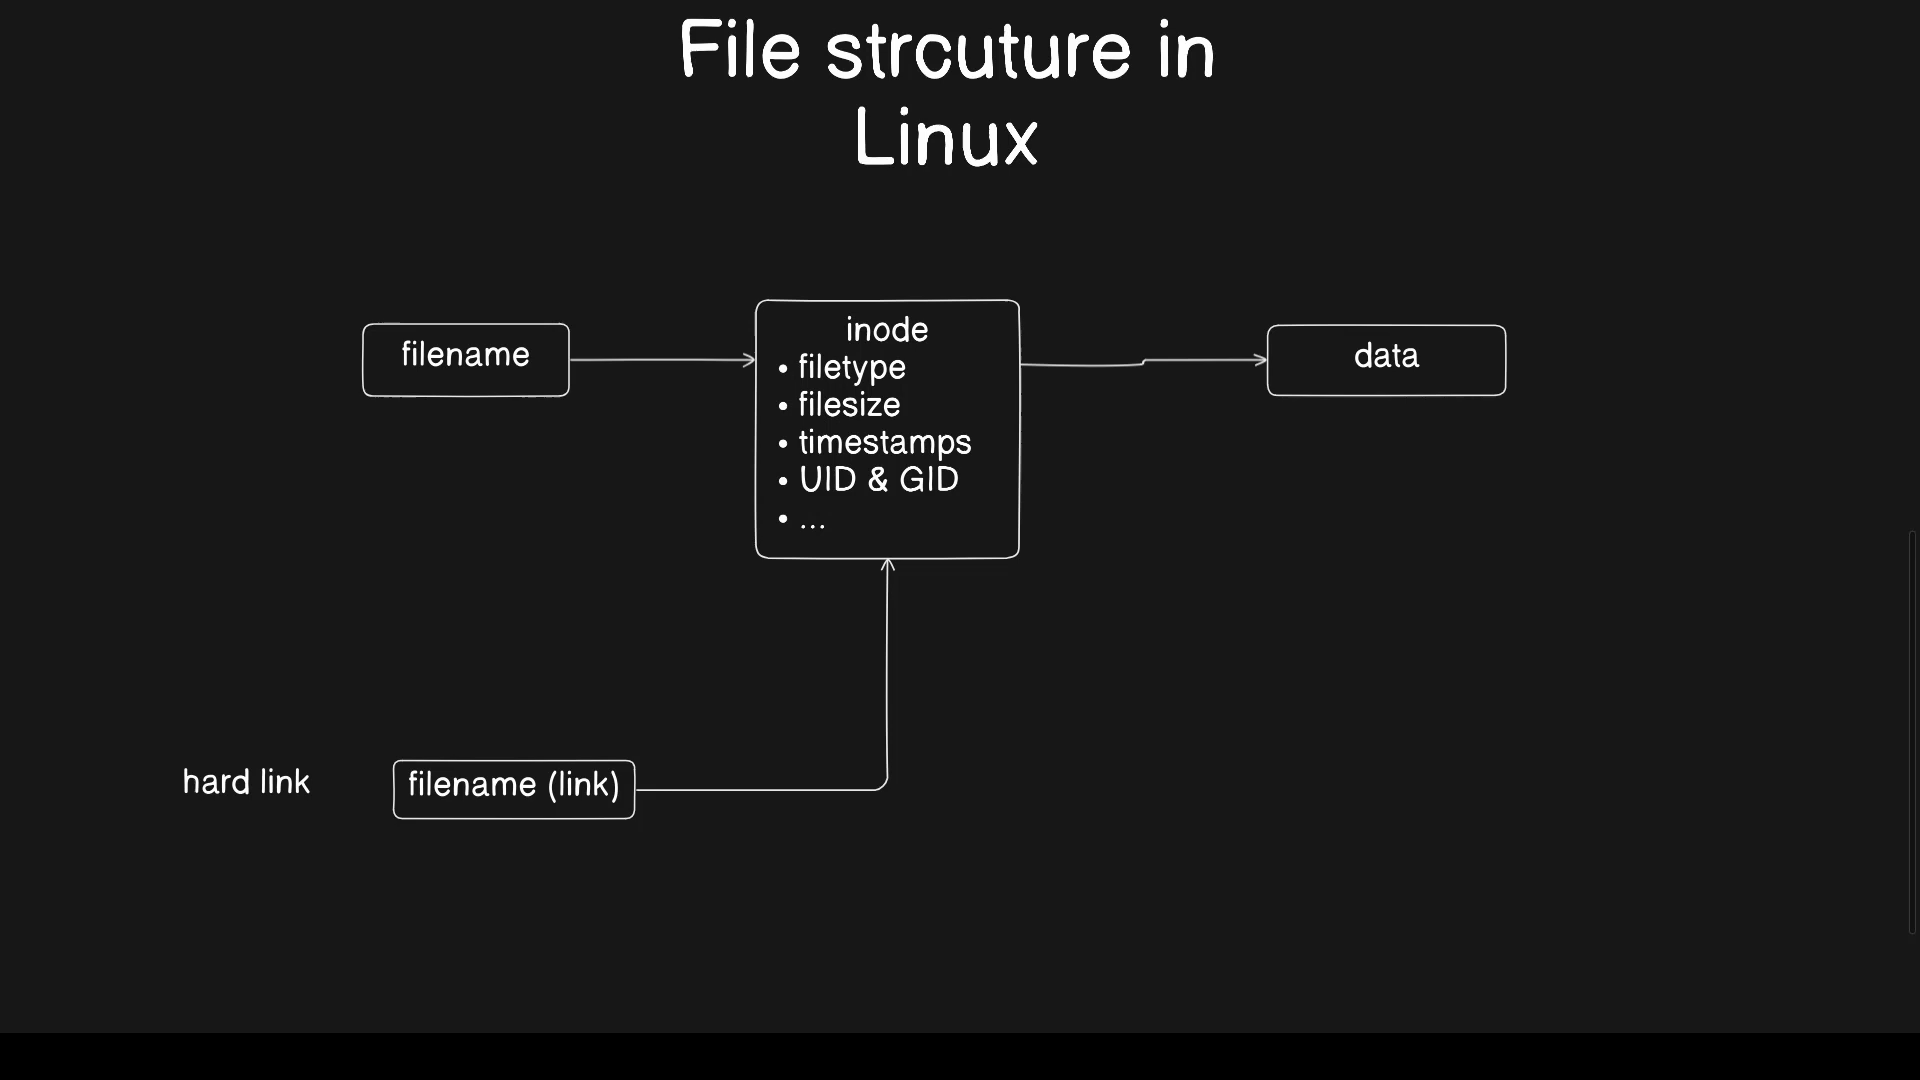 File strcuture in
Linux
filename
inode
• filetype
• filesize
• timestamps
• UID & GID
• ...
data
hard link
filename (link)